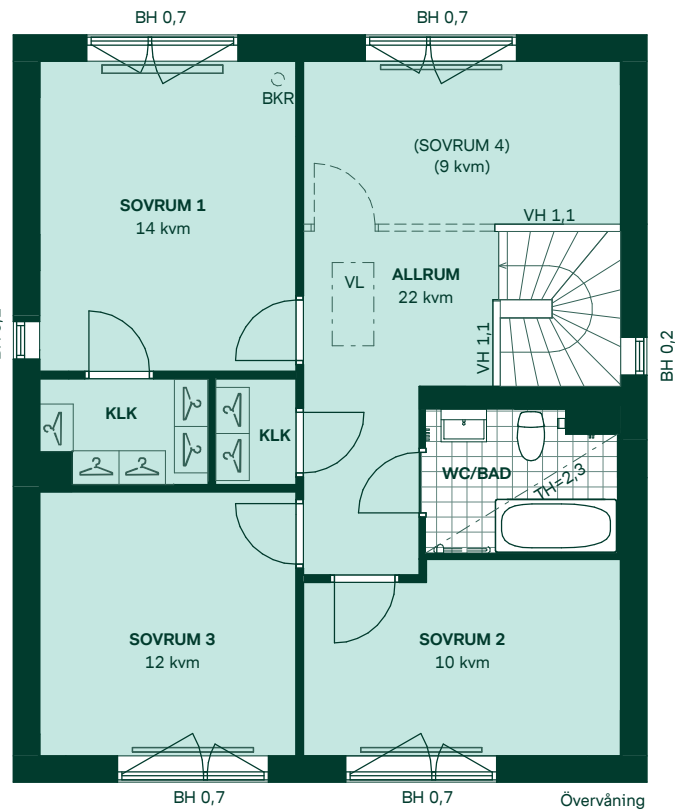 BH 0,7
BH 0,7
BKR
(SOVRUM 4)
(9 kvm)
SOVRUM 1
14 kvm
VH 1,1
VL
ALLRUM
22 kvm
VH 1,1
BH 0,2
KLK
KLK
WC/BAD
TH=2,3
SOVRUM 3
12 kvm
SOVRUM 2
10 kvm
BH 0,7
BH 0,7
Övervåning